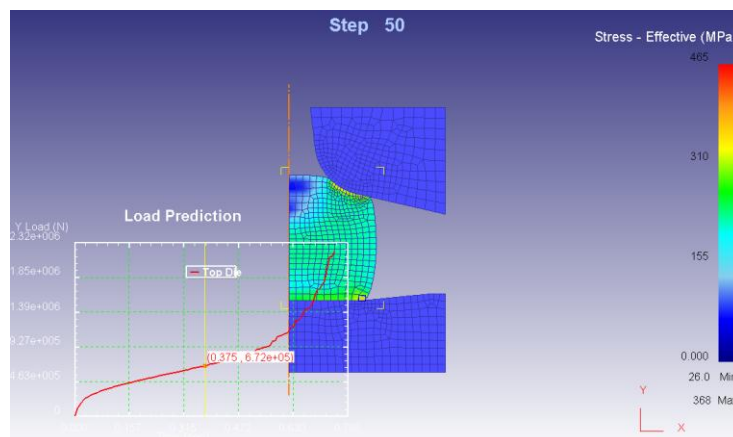 Step 50
Stress - Effective (MPa
465
310
155
0.000
26.0 Min
368 Max
Load Prediction
Y Load (N)
2.32e+006
1.85e+006
1.39e+006
9.27e+005
4.63e+005
0
Top Die
(0.375 , 6.72e+05)
Y
X